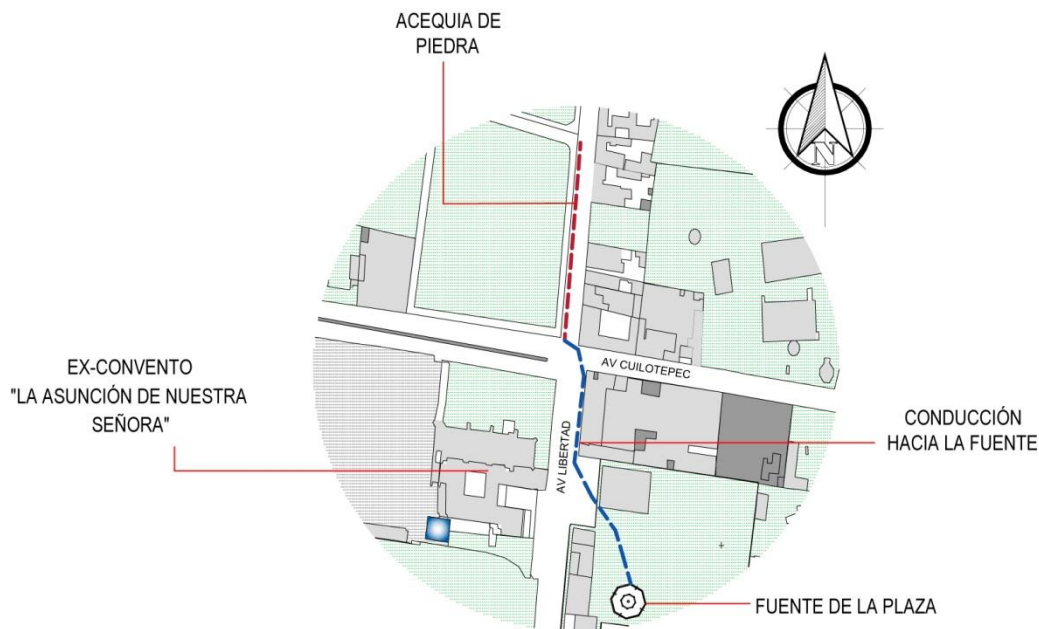 ACEQUIA DE
PIEDRA
N
AV CUILOTEPEC
EX-CONVENTO
"LA ASUNCIÓN DE NUESTRA
SEÑORA"
AV LIBERTAD
CONDUCCIÓN
HACIA LA FUENTE
FUENTE DE LA PLAZA